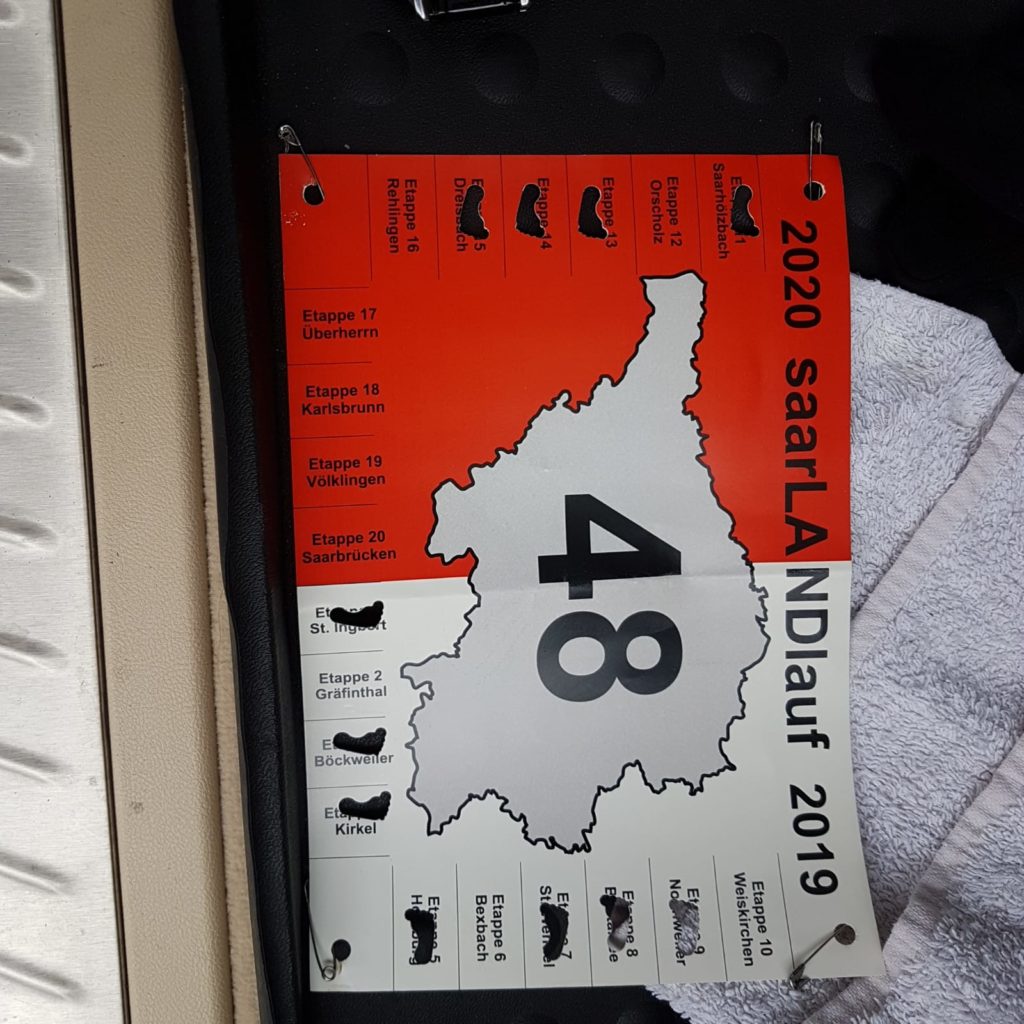 2020 saarLANDlauf 2019
Etappe 16
Rehlingen
Dreisbach
Etappe 14
Etappe 13
Etappe 12
Orscholz
Saarhölzbach
Etappe 17
Überherrn
Etappe 18
Karlsbrunn
Etappe 19
Völklingen
Etappe 20
Saarbrücken
48
St. Ingbert
Etappe 2
Gräfinthal
Böckweiler
Kirkel
Etappe 5
Etappe 6
Bexbach
Etappe 7
Etappe 8
Etappe 10
Weiskirchen